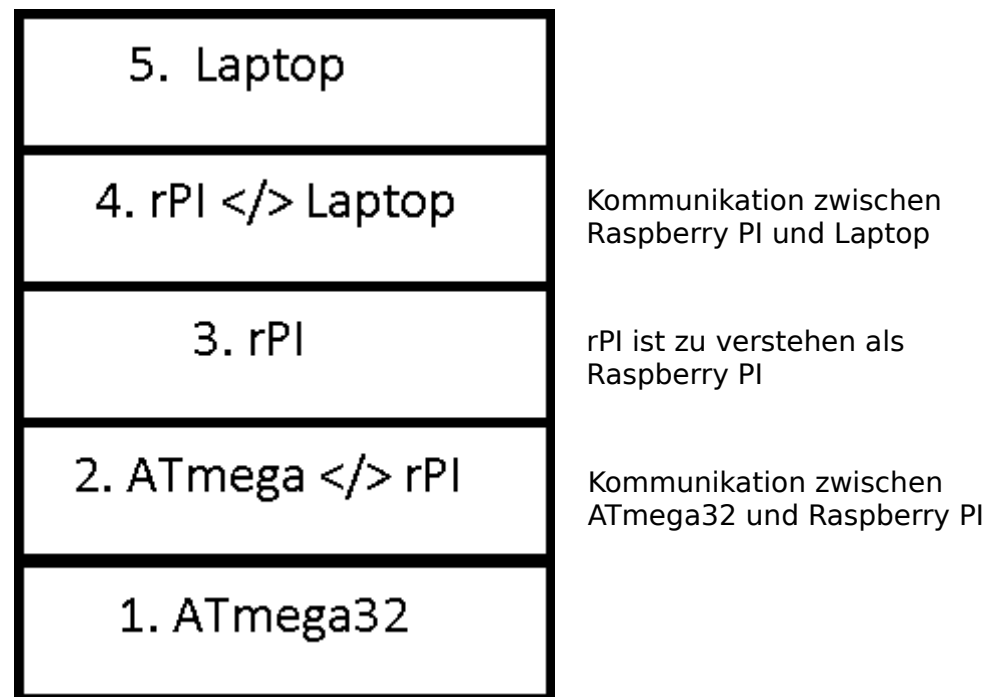 5. Laptop
4. rPI </> Laptop
Kommunikation zwischen
Raspberry PI und Laptop
3. rPI
rPI ist zu verstehen als
Raspberry PI
2. ATmega </> rPI
Kommunikation zwischen
ATmega32 und Raspberry PI
1. ATmega32